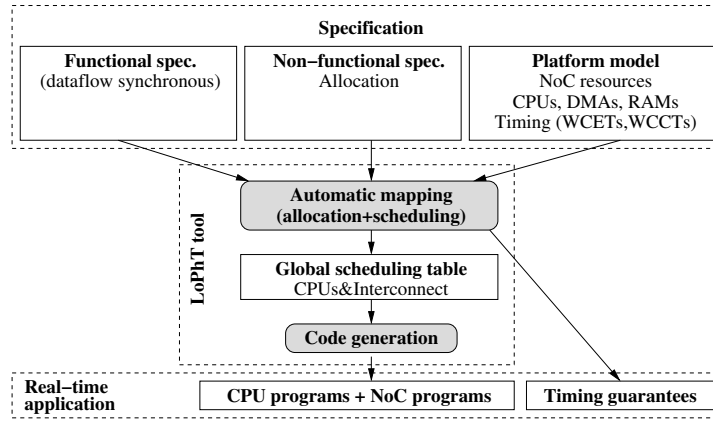 Specification
Functional spec.
(dataflow synchronous)
Non−functional spec.
Allocation
Platform model
NoC resources
CPUs, DMAs, RAMs
Timing (WCETs,WCCTs)
LoPhT tool
Automatic mapping
(allocation+scheduling)
Global scheduling table
CPUs&Interconnect
Code generation
Real−time
application
CPU programs + NoC programs
Timing guarantees